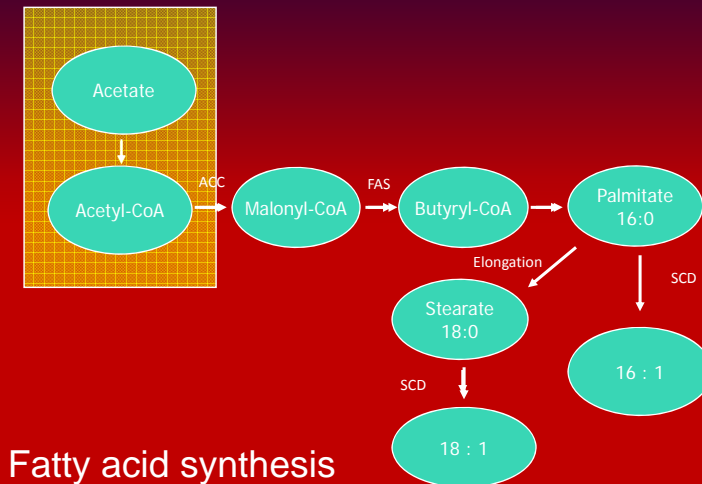 Acetate
Acetyl-CoA
ACC
Malonyl-CoA
FAS
Butyryl-CoA
Palmitate
16:0
Elongation
SCD
Stearate
18:0
16 : 1
SCD
18 : 1
Fatty acid synthesis